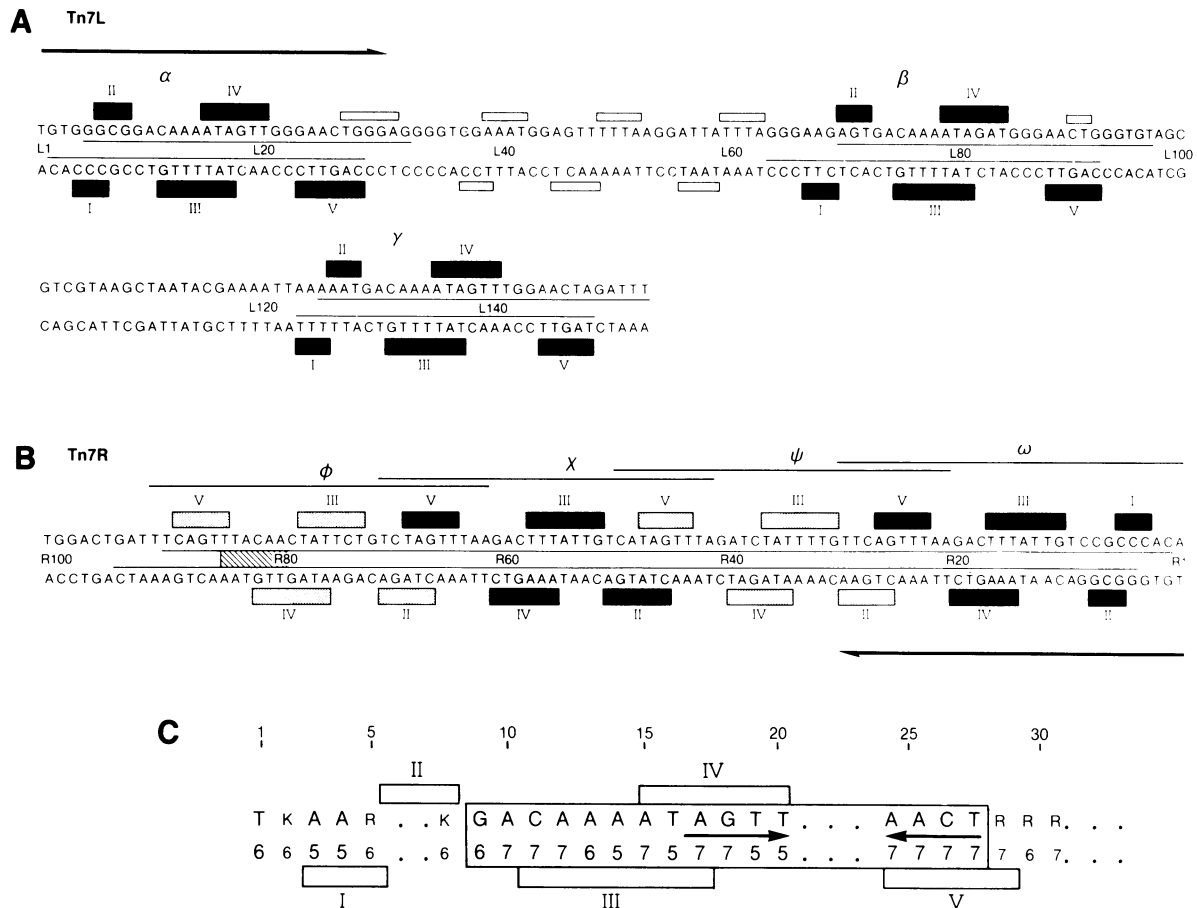 A Tn7L
α β
II IV II IV
TGTGGGCGGACAAAATAGTTGGGAACTGGGAGGGGTCGAAATGGAGTTTTTAAGGATTATTTAGGGAAGAGTGACAAAATAGATGGGAACTGGGTGTAGC
L1 L20 L40 L60 L80 L100
ACACCCGCCTGTTTTATCAACCCTTGACCCTCCCCACCTTTACCTCAAAAATTCCTAATAAATCCCTTCTCACTGTTTTATCTACCCTTGACCCACATCG
I III V I III V
γ
II IV
GTCGTAAGCTAATACGAAAATTAAAAATGACAAAATAGTTTGGAACTAGATTT
L120 L140
CAGCATTCGATTATGCTTTTAATTTTTACTGTTTTATCAAACCTTGATCTAAA
I III V
B Tn7R
ϕ χ ψ ω
V III V III V III V III I
TGGACTGATTTCAGTTTACAACTATTCTGTCTAGTTTAAGACTTTATTGTCATAGTTTAGATCTATTTTGTTCAGTTTAAGACTTTATTGTCCGCCCACA
R100 R80 R60 R40 R20 R1
ACCTGACTAAAGTCAAATGTTGATAAGACAGATCAAATTCTGAAATAACAGTATCAAATCTAGATAAAACAAGTCAAATTCTGAAATAACAGGCGGGTGT
IV II IV II IV II IV II
C
1 5 10 15 20 25 30
II IV
T K A A R . . K G A C A A A A T A G T T . . . A A C T R R R . . .
6 6 5 5 6 . . 6 6 7 7 7 6 5 7 5 7 7 5 5 . . . 7 7 7 7 7 6 7 . . .
I III V